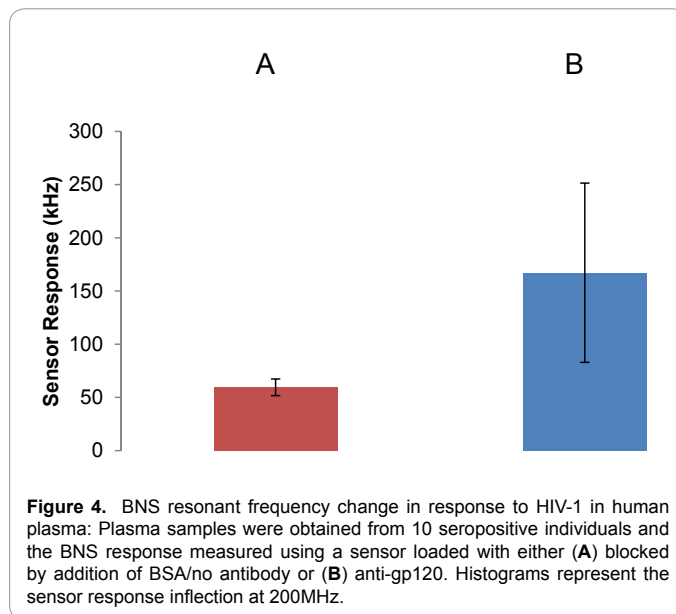 A
B
300
250
200
150
100
50
0
Sensor Response (kHz)
Figure 4. BNS resonant frequency change in response to HIV-1 in human
plasma: Plasma samples were obtained from 10 seropositive individuals and
the BNS response measured using a sensor loaded with either (A) blocked
by addition of BSA/no antibody or (B) anti-gp120. Histograms represent the
sensor response inflection at 200MHz.